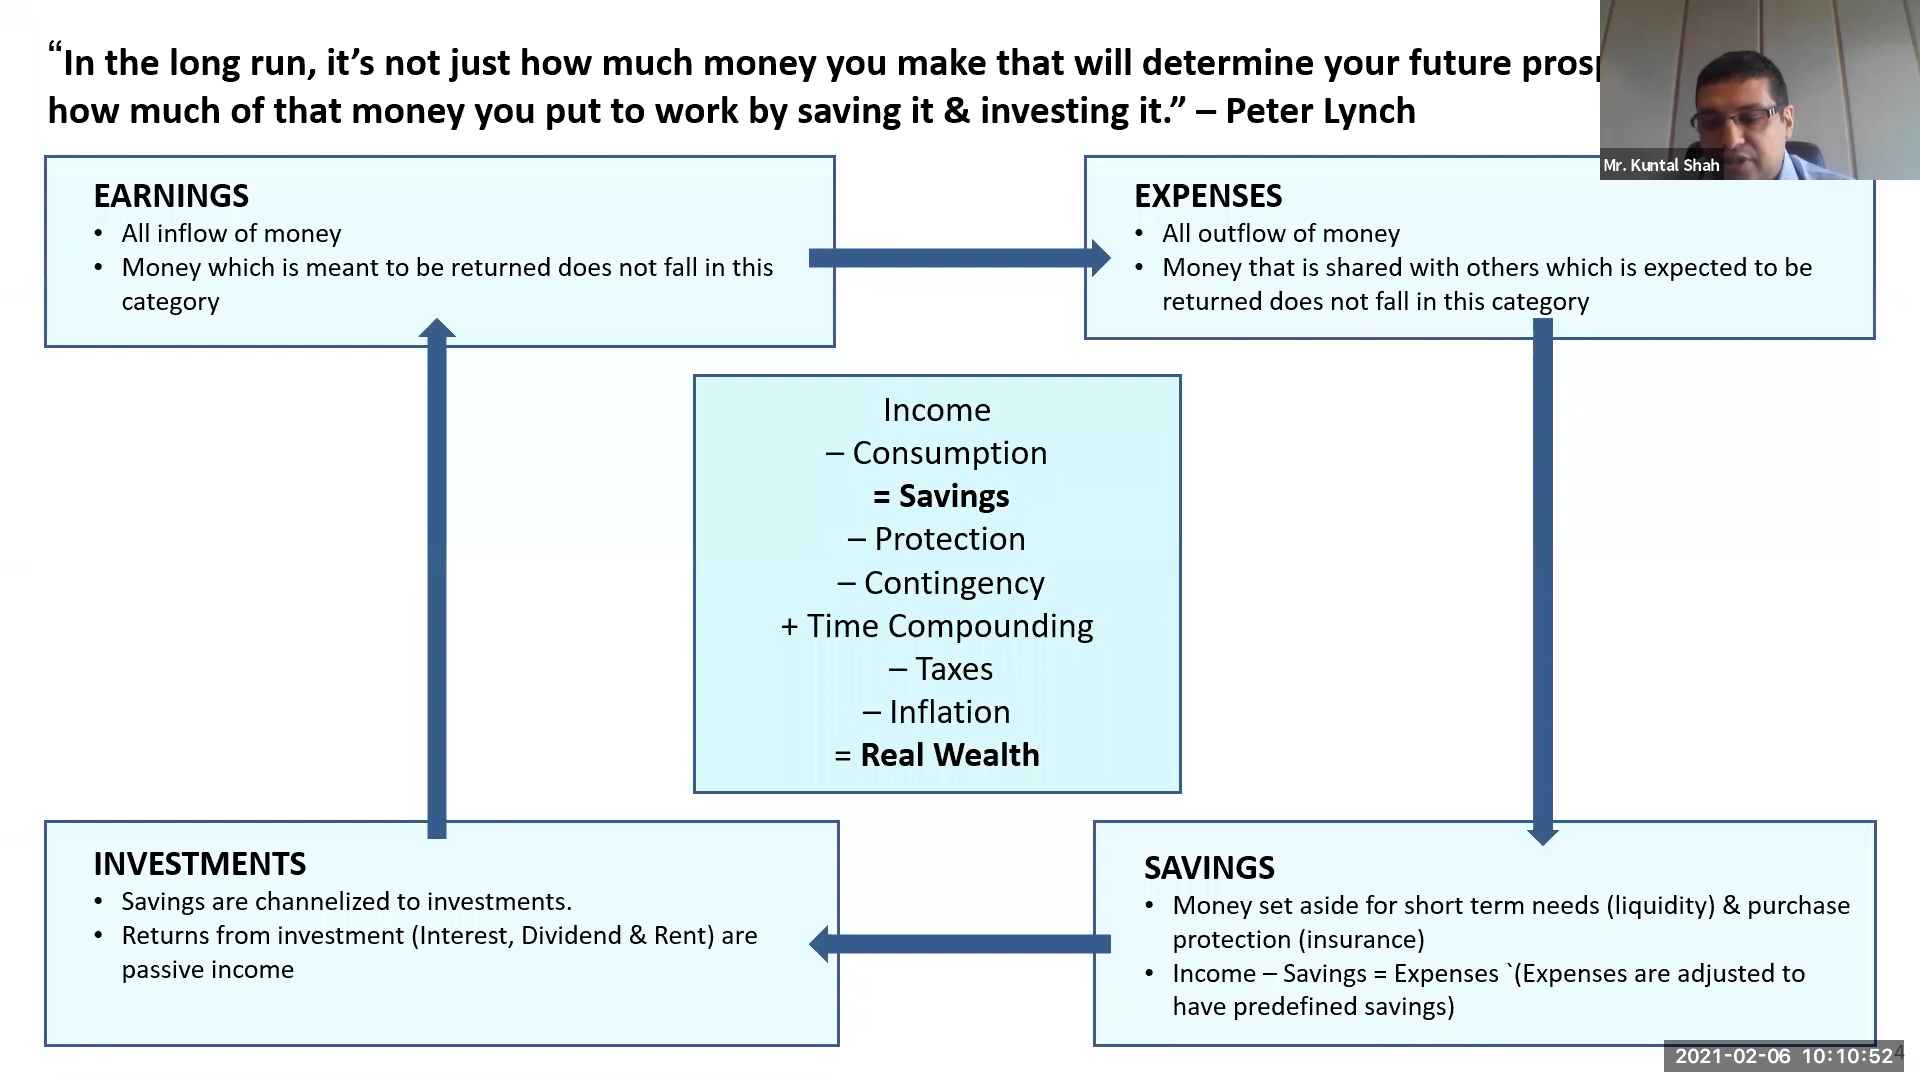 “In the long run, it’s not just how much money you make that will determine your future
how much of that money you put to work by saving it & investing it.” – Peter Lynch
Mr. Kuntal Shah
EARNINGS
• All inflow of money
• Money which is meant to be returned does not fall in this
category
EXPENSES
• All outflow of money
• Money that is shared with others which is expected to be
returned does not fall in this category
Income
– Consumption
= Savings
– Protection
– Contingency
+ Time Compounding
– Taxes
– Inflation
= Real Wealth
INVESTMENTS
• Savings are channelized to investments.
• Returns from investment (Interest, Dividend & Rent) are
passive income
SAVINGS
• Money set aside for short term needs (liquidity) & purchase
protection (insurance)
• Income – Savings = Expenses `(Expenses are adjusted to
have predefined savings)
2021-02-06 10:10:52
4